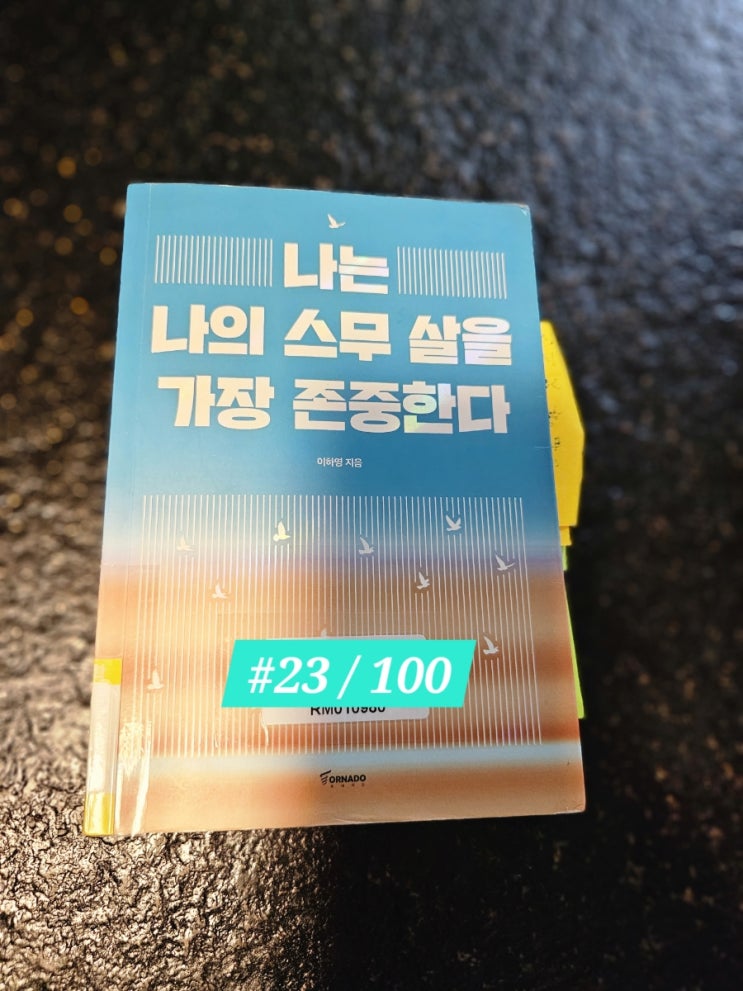 나는
나의 스무 살을
가장 존중한다
이하영 지음
#23 / 100
TORNADO